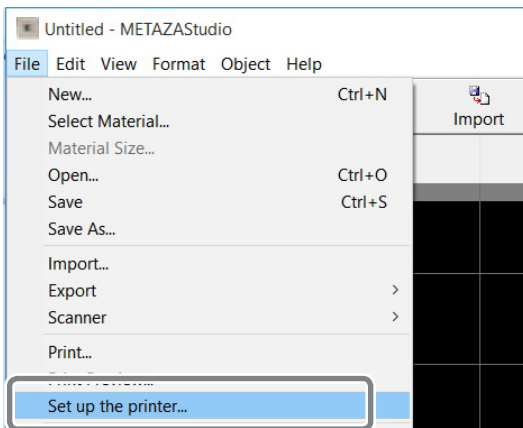 Untitled - METAZAStudio
File Edit View Format Object Help
New... Ctrl+N
Select Material...
Material Size...
Open... Ctrl+O
Save Ctrl+S
Save As...
Import...
Export >
Scanner >
Print...
Set up the printer...
Import